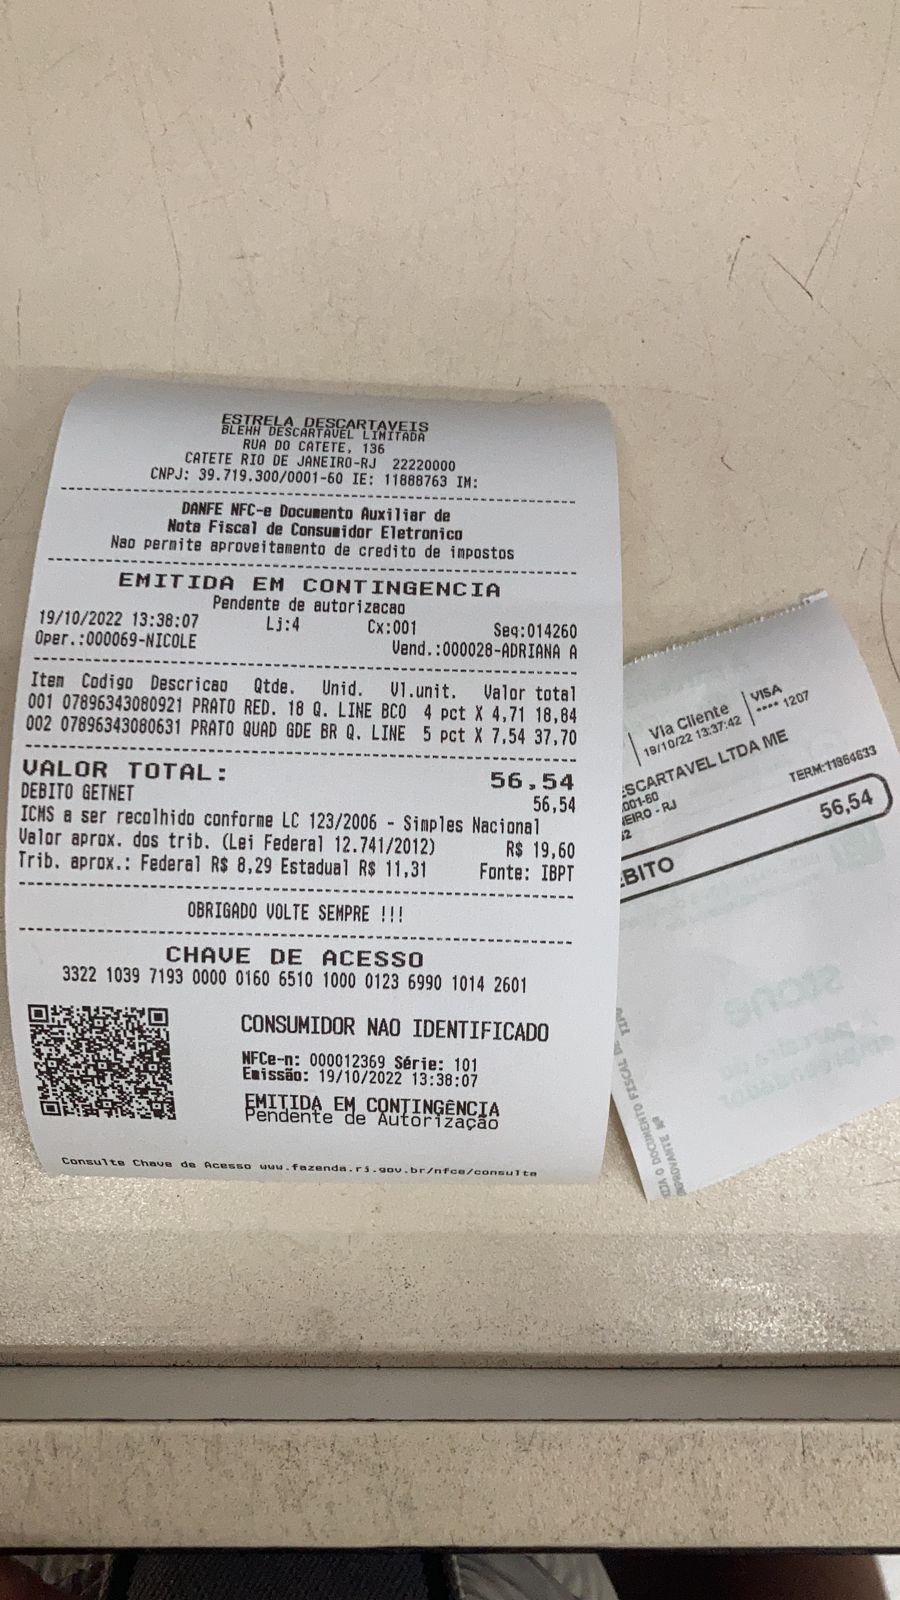 ESTRELA DESCARTAVEIS
BLEHH DESCARTAVEL LIMITADA
RUA DO CATETE, 136
CATETE RIO DE JANEIRO-RJ 22220000
CNPJ: 39.719.300/0001-60 IE: 11888763 IM:
DANFE NFC-e Documento Auxiliar de
Nota Fiscal de Consumidor Eletronico
Nao permite aproveitamento de credito de impostos
EMITIDA EM CONTINGENCIA
Pendente de autorizacao
19/10/2022 13:38:07 Lj:4 Cx:001 Seq:014260
Oper.:000069-NICOLE Vend.:000028-ADRIANA A
Item Codigo Descricao Qtde. Unid. Vl.unit. Valor total
001 07896343080921 PRATO RED. 18 Q. LINE BCO 4 pct X 4,71 18,84
002 07896343080631 PRATO QUAD GDE BR Q. LINE 5 pct X 7,54 37,70
VALOR TOTAL: 56,54
DEBITO GETNET 56,54
ICMS a ser recolhido conforme LC 123/2006 - Simples Nacional
Valor aprox. dos trib. (Lei Federal 12.741/2012) R$ 19,60
Trib. aprox.: Federal R$ 8,29 Estadual R$ 11,31 Fonte: IBPT
OBRIGADO VOLTE SEMPRE !!!
CHAVE DE ACESSO
3322 1039 7193 0000 0160 6510 1000 0123 6990 1014 2601
CONSUMIDOR NAO IDENTIFICADO
NFCe-n: 000012369 Série: 101
Emissão: 19/10/2022 13:38:07
EMITIDA EM CONTINGÊNCIA
Pendente de Autorização
Consulte Chave de Acesso www.fazenda.rj.gov.br/nfce/consulta
Via Cliente VISA
19/10/22 13:37:42 **** 1207
ESCARTAVEL LTDA ME
001-60
NEIRO - RJ TERM:11864633
56,54
ÉBITO
stone